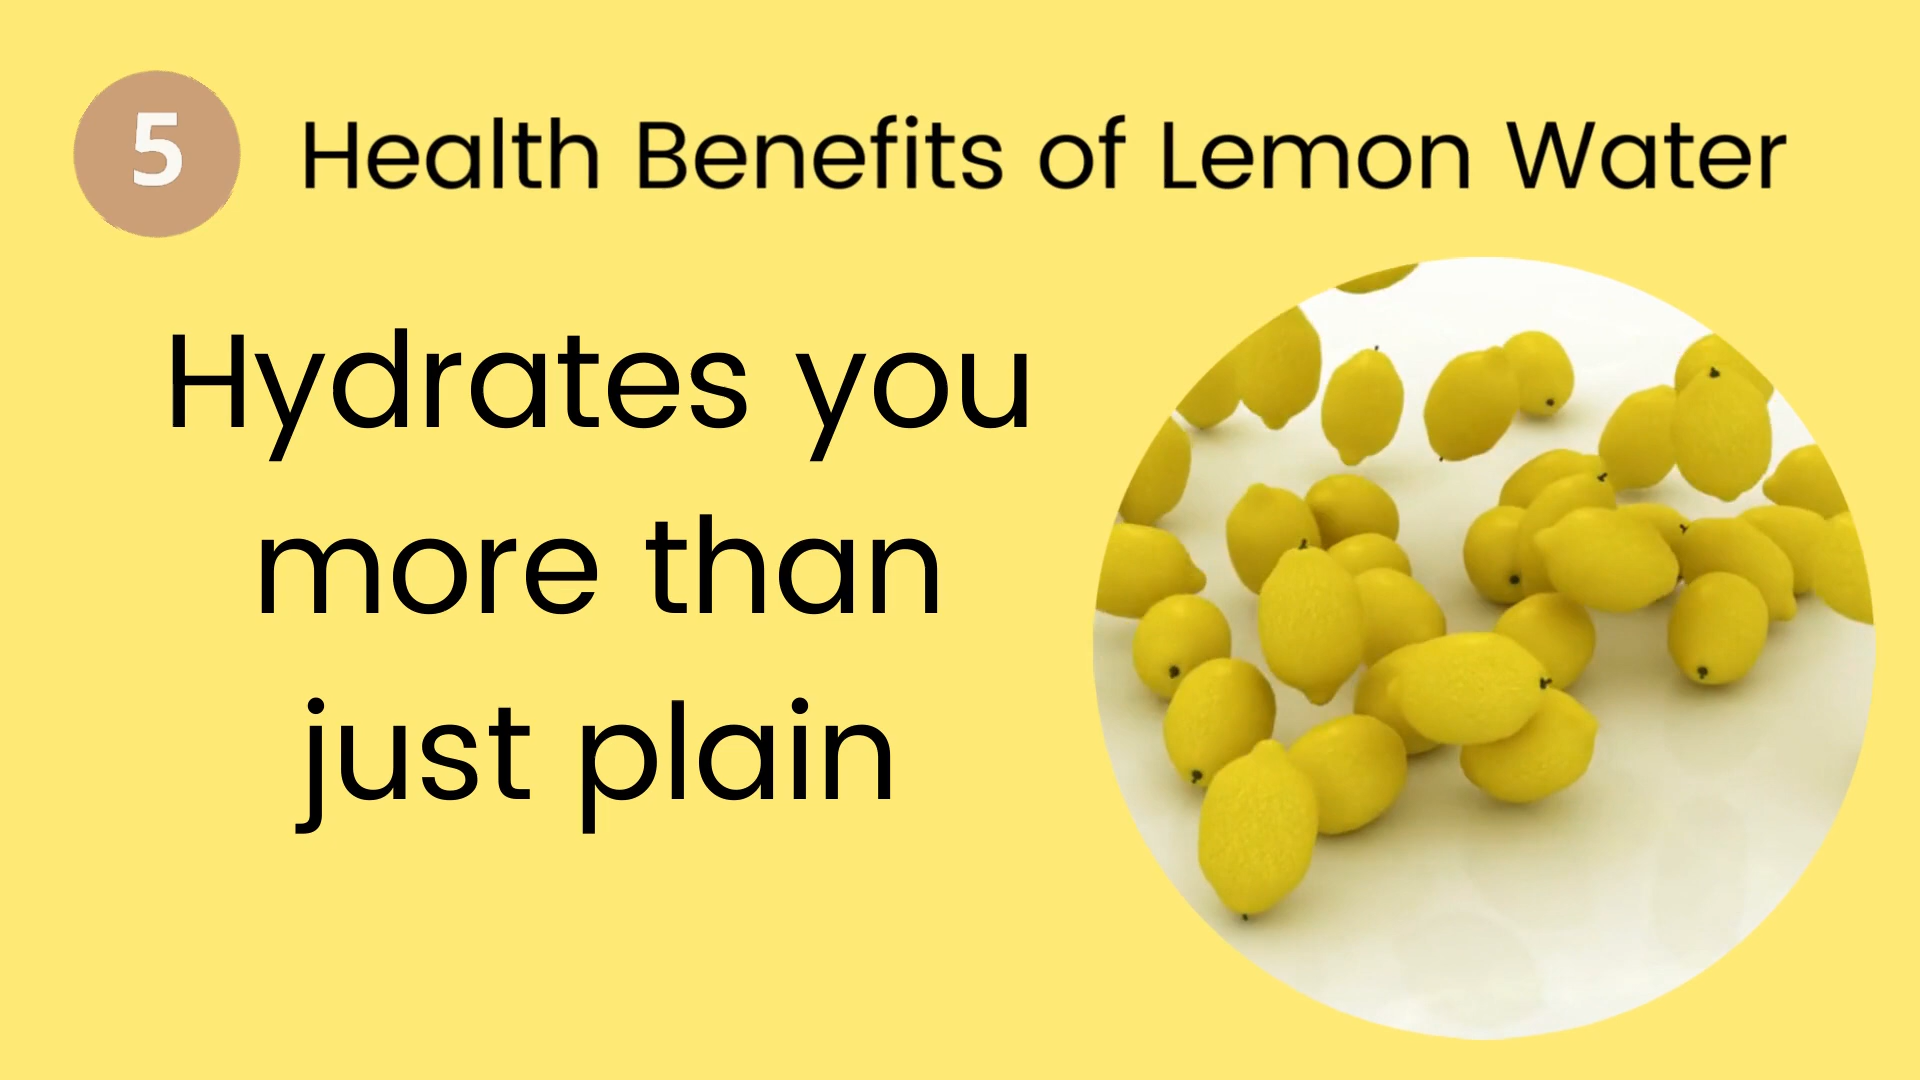 5 Health Benefits of Lemon Water
Hydrates you
more than
just plain